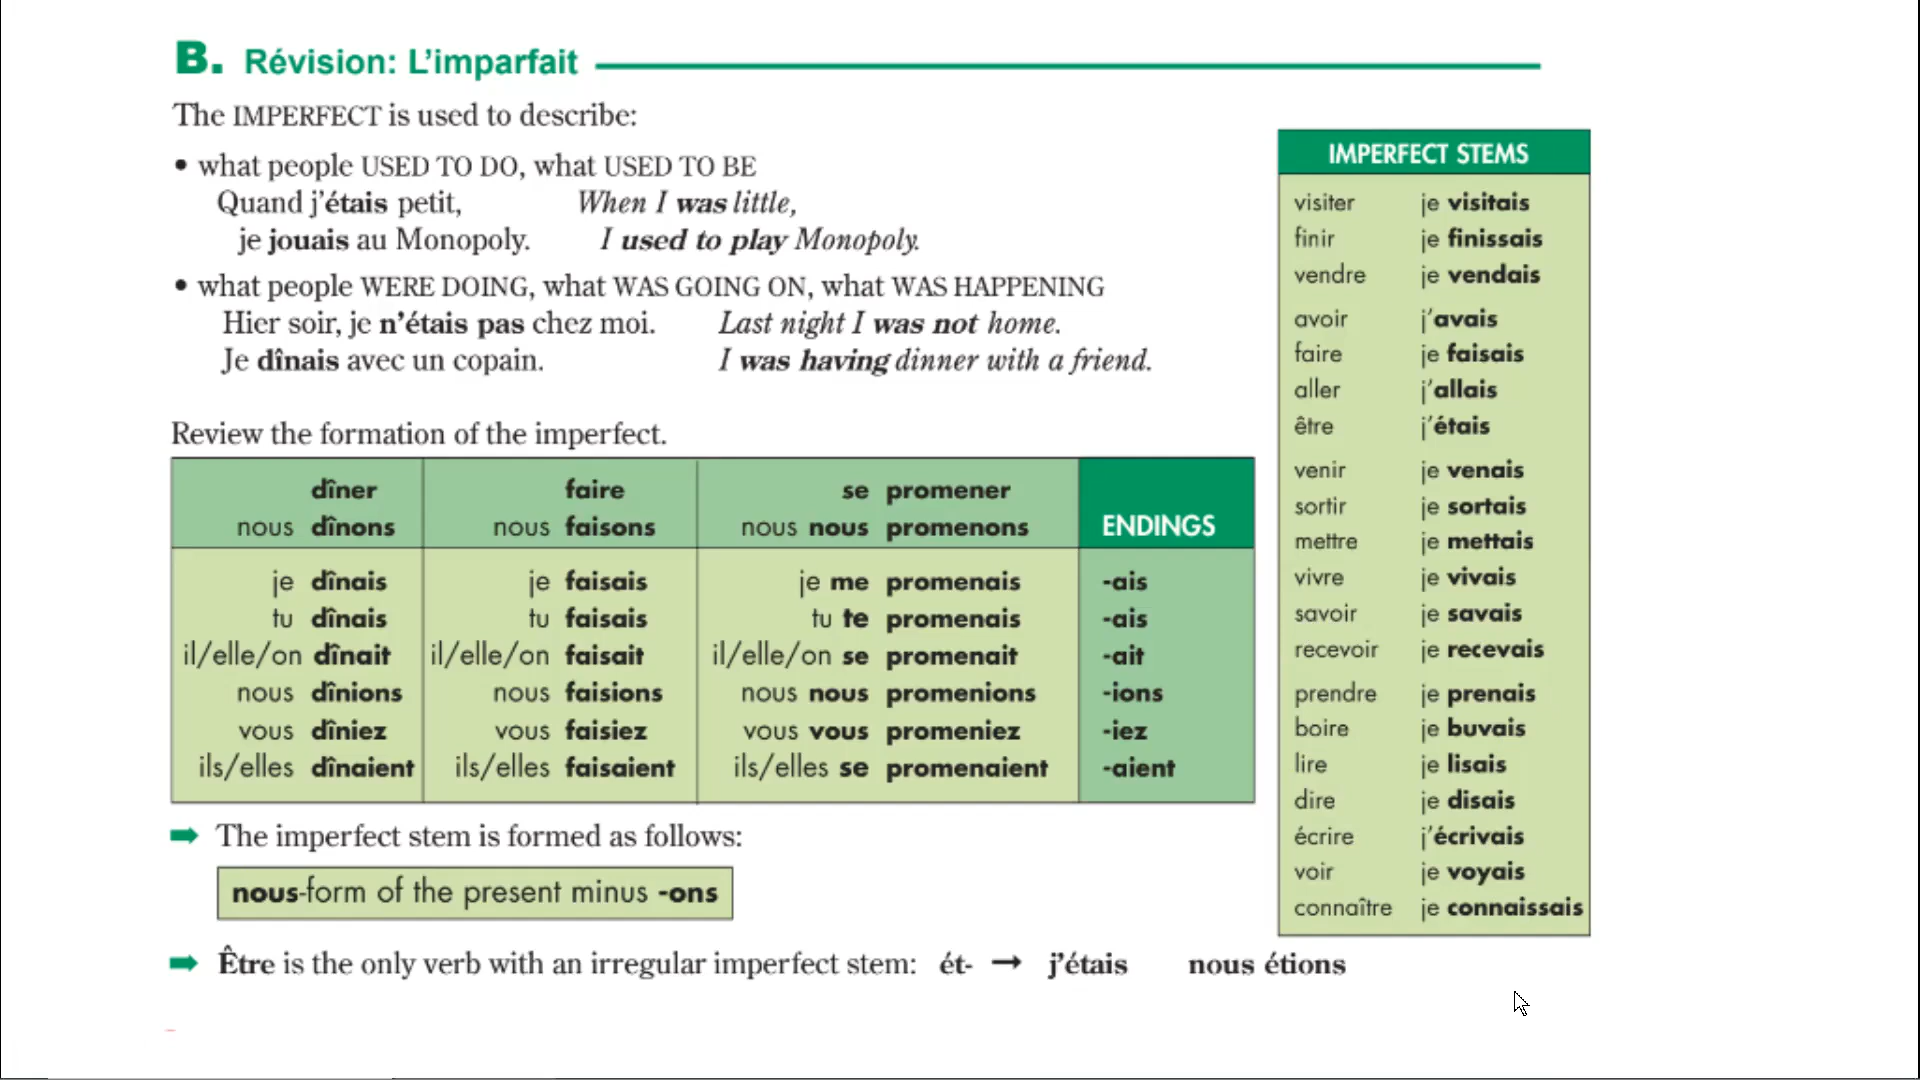 B. Révision: L'imparfait
The IMPERFECT is used to describe:
• what people USED TO DO, what USED TO BE
Quand j'étais petit, When I was little,
je jouais au Monopoly. I used to play Monopoly.
• what people WERE DOING, what WAS GOING ON, what WAS HAPPENING
Hier soir, je n'étais pas chez moi. Last night I was not home.
Je dînais avec un copain. I was having dinner with a friend.
Review the formation of the imperfect.
dîner faire se promener
nous dînons nous faisons nous nous promenons ENDINGS
je dînais je faisais je me promenais -ais
tu dînais tu faisais tu te promenais -ais
il/elle/on dînait il/elle/on faisait il/elle/on se promenait -ait
nous dînions nous faisions nous nous promenions -ions
vous dîniez vous faisiez vous vous promeniez -iez
ils/elles dînaient ils/elles faisaient ils/elles se promenaient -aient
➡ The imperfect stem is formed as follows:
nous-form of the present minus -ons
➡ Être is the only verb with an irregular imperfect stem: ét- → j'étais nous étions
IMPERFECT STEMS
visiter je visitais
finir je finissais
vendre je vendais
avoir j'avais
faire je faisais
aller j'allais
être j'étais
venir je venais
sortir je sortais
mettre je mettais
vivre je vivais
savoir je savais
recevoir je recevais
prendre je prenais
boire je buvais
lire je lisais
dire je disais
écrire j'écrivais
voir je voyais
connaître je connaissais